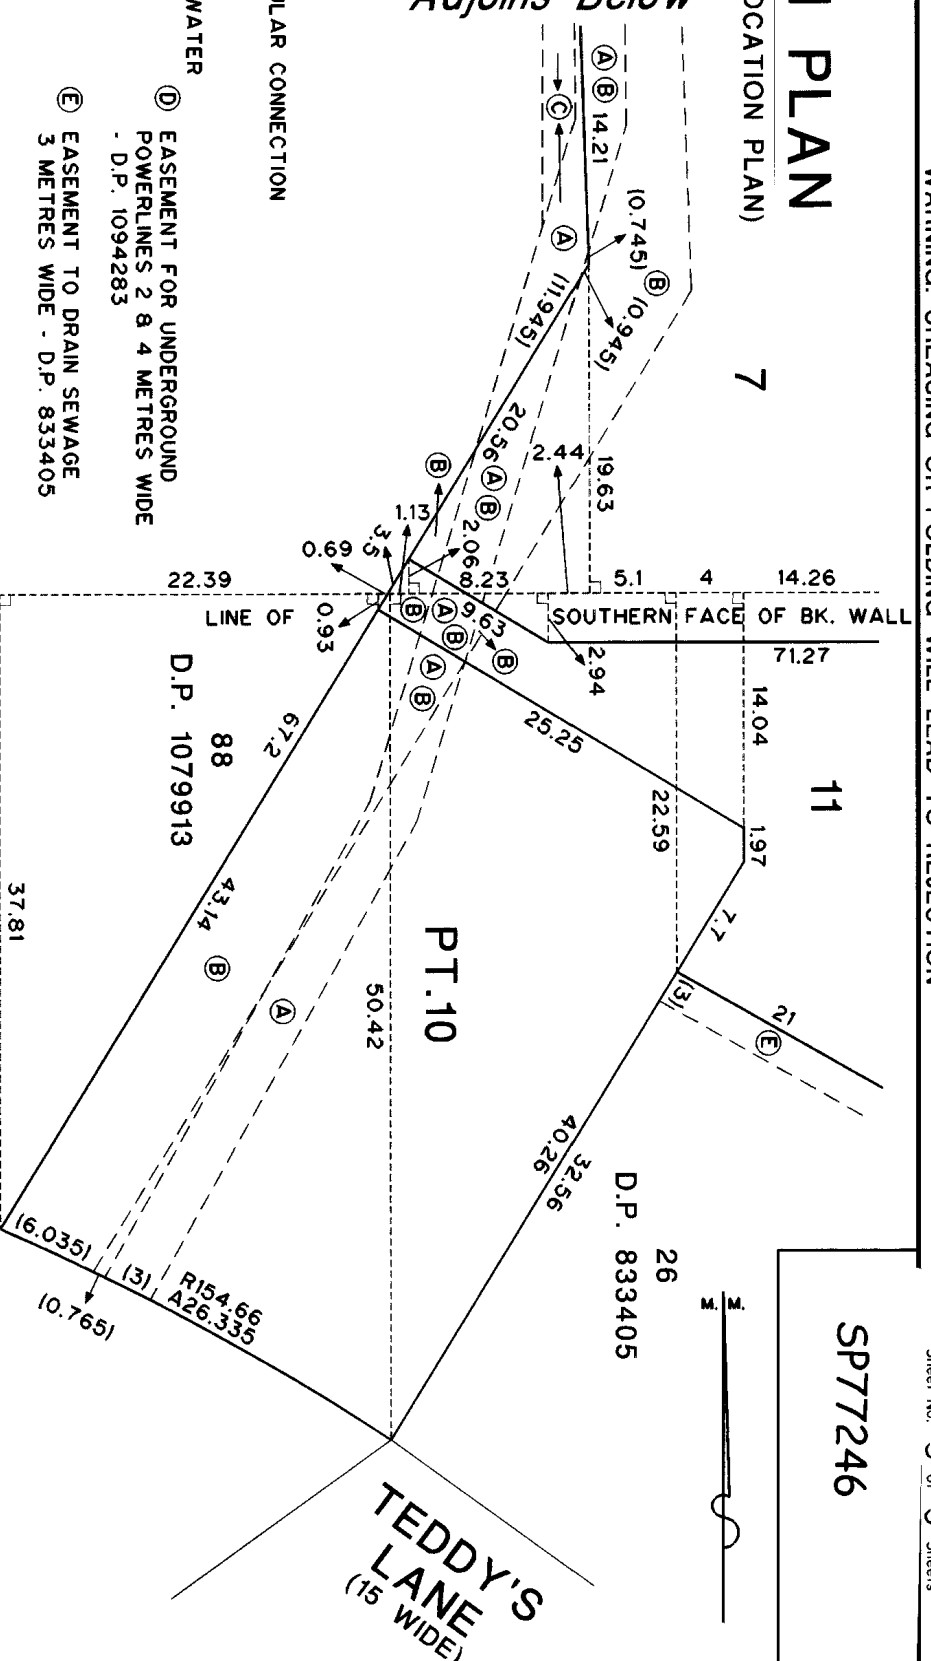 Adjoins Below
PLAN
OCATION PLAN)
WARNING: CREASING OR FOLDING WILL LEAD TO REJECTION
SP77246
7
11
26
D.P. 833405
88
D.P. 1079913
PT.10
TEDDY'S
LANE
(15 WIDE)
M. M.
LAR CONNECTION
WATER
D EASEMENT FOR UNDERGROUND
POWERLINES 2 & 4 METRES WIDE
- D.P. 1094283
E EASEMENT TO DRAIN SEWAGE
3 METRES WIDE - D.P. 833405
LINE OF SOUTHERN FACE OF BK. WALL
A B 14.21
C
A
(0.745)
B
(0.945)
(11.945)
20.56
A B
2.44
19.63
B
1.13
3.5
2.06
0.69
0.93
22.39
8.23
5.1
4
14.26
B A
9.63
B
B
A
B
2.94
71.27
14.04
25.25
22.59
1.97
7.7
(3)
21
E
67.2
43.14
B
A
50.42
37.81
40.26
32.56
(6.035)
(3)
(0.765)
R154.66
A26.335